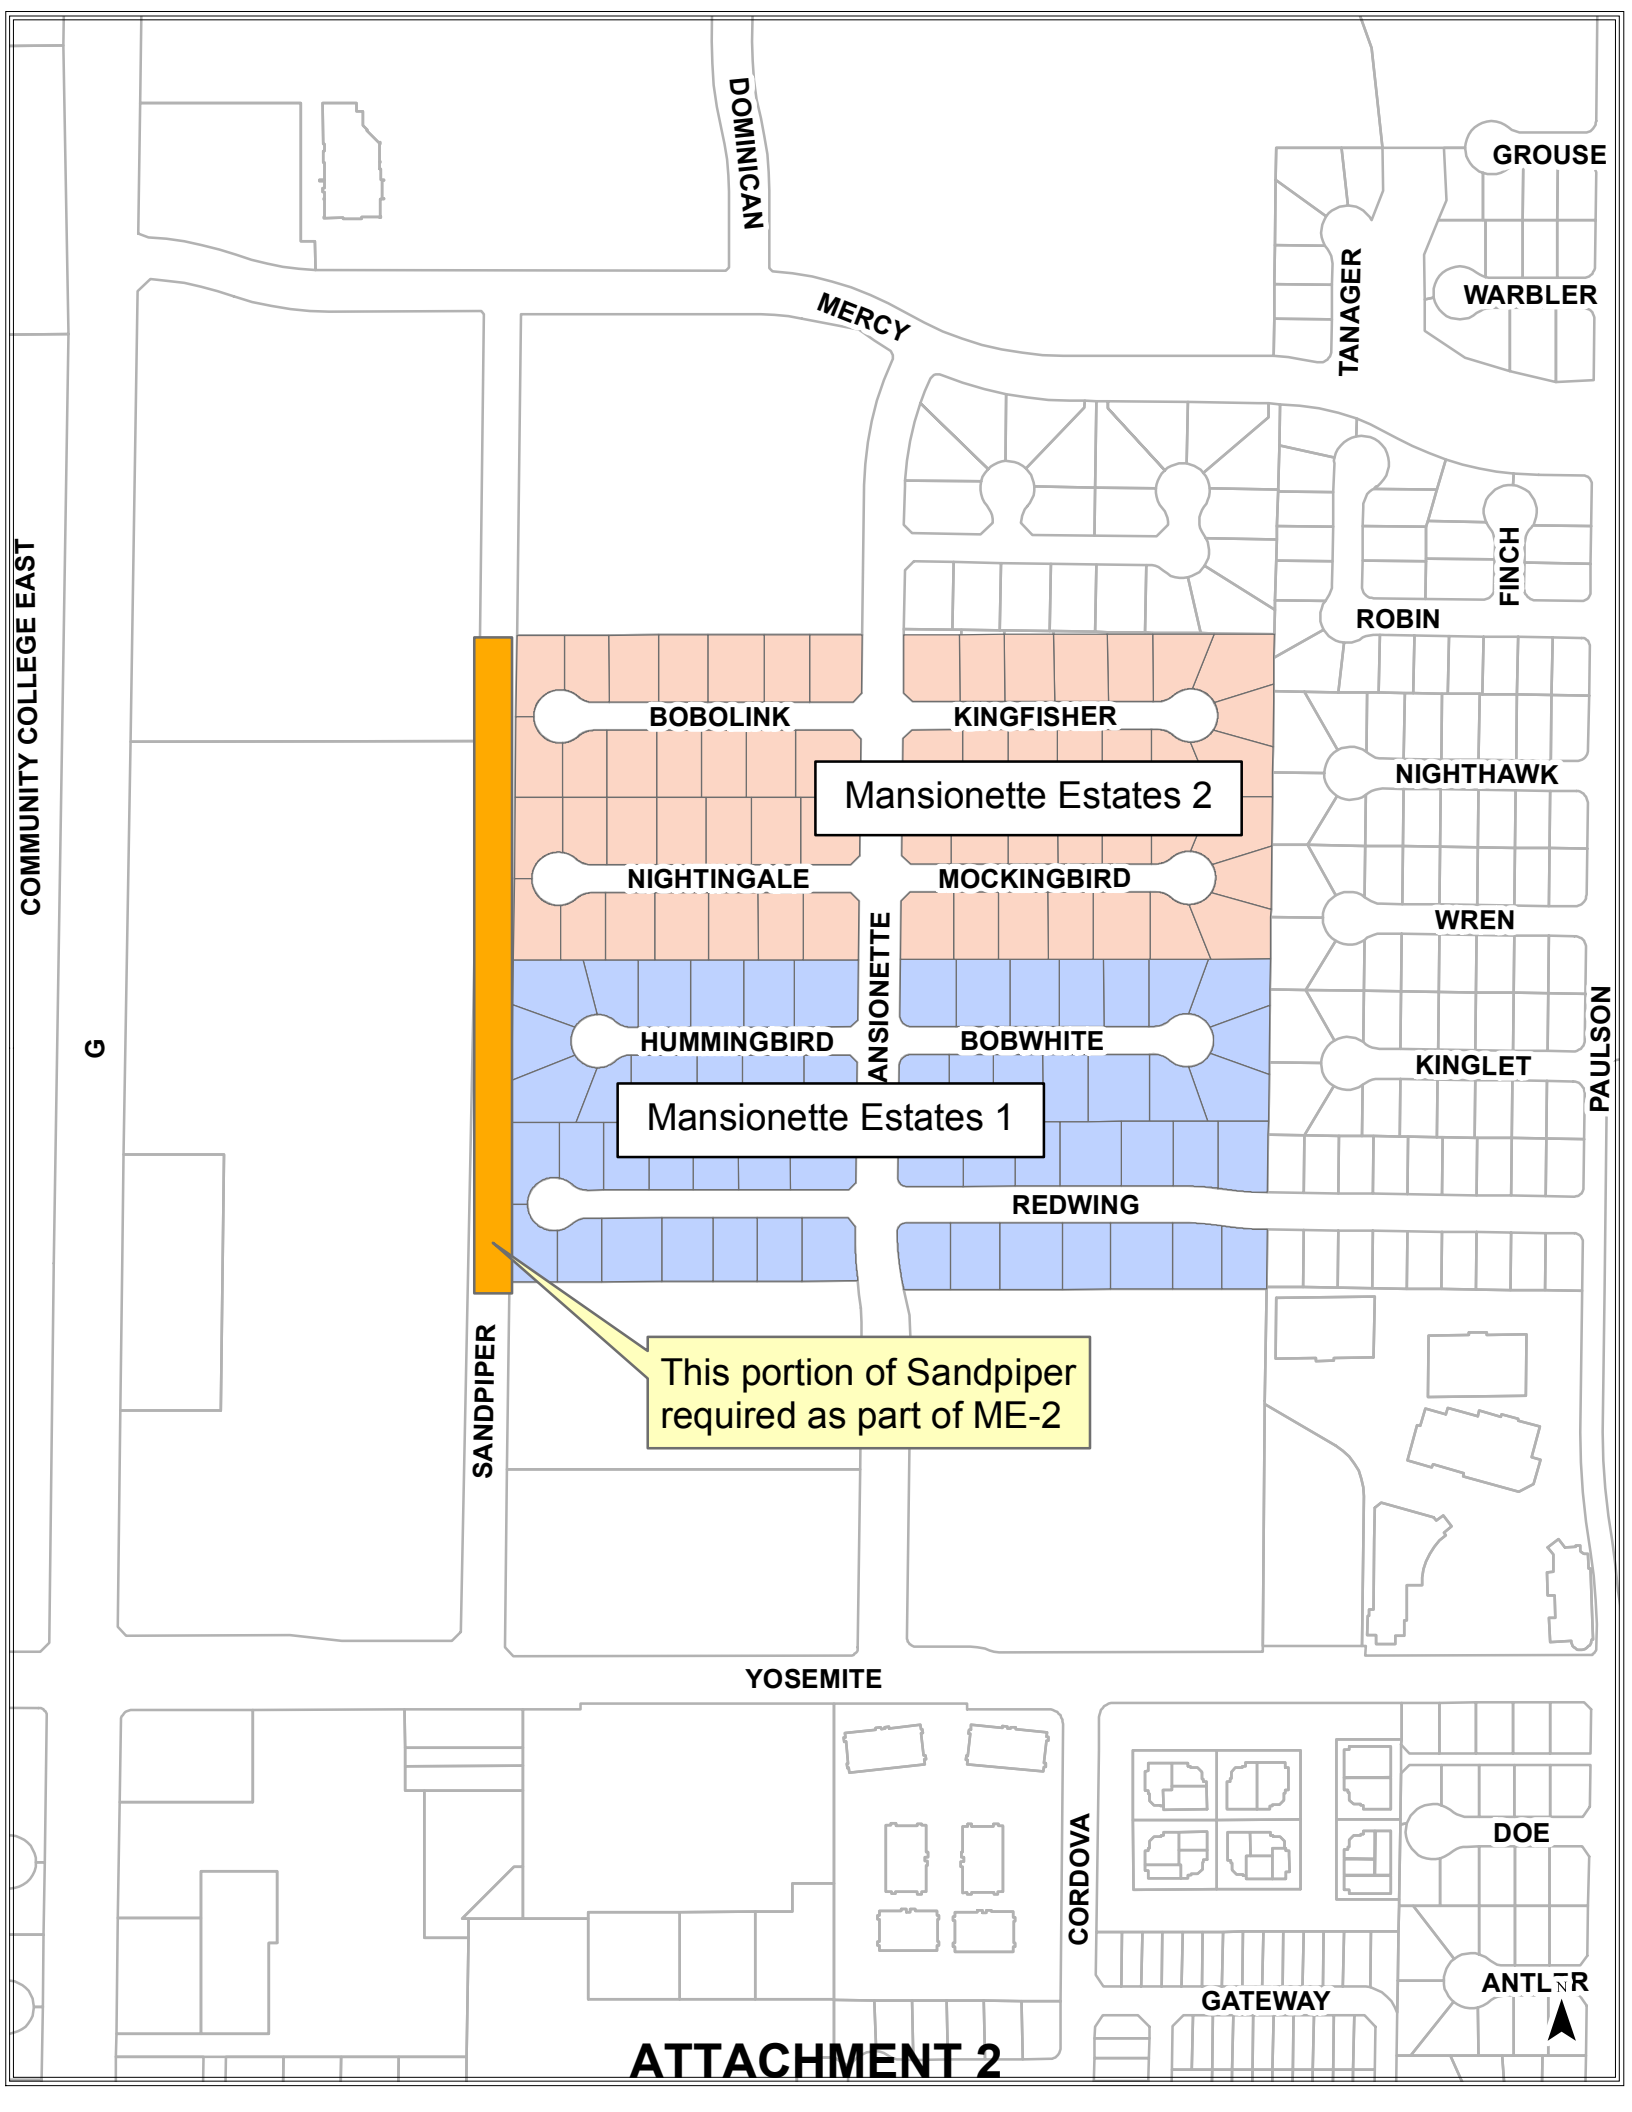 DOMINICAN
GROUSE
MERCY
TANAGER
WARBLER
COMMUNITY COLLEGE EAST
FINCH
ROBIN
BOBOLINK
KINGFISHER
Mansionette Estates 2
NIGHTHAWK
NIGHTINGALE
MOCKINGBIRD
WREN
ANSIONETTE
G
HUMMINGBIRD
BOBWHITE
PAULSON
KINGLET
Mansionette Estates 1
REDWING
SANDPIPER
This portion of Sandpiper
required as part of ME-2
YOSEMITE
CORDOVA
DOE
ANTLER
N
GATEWAY
ATTACHMENT 2